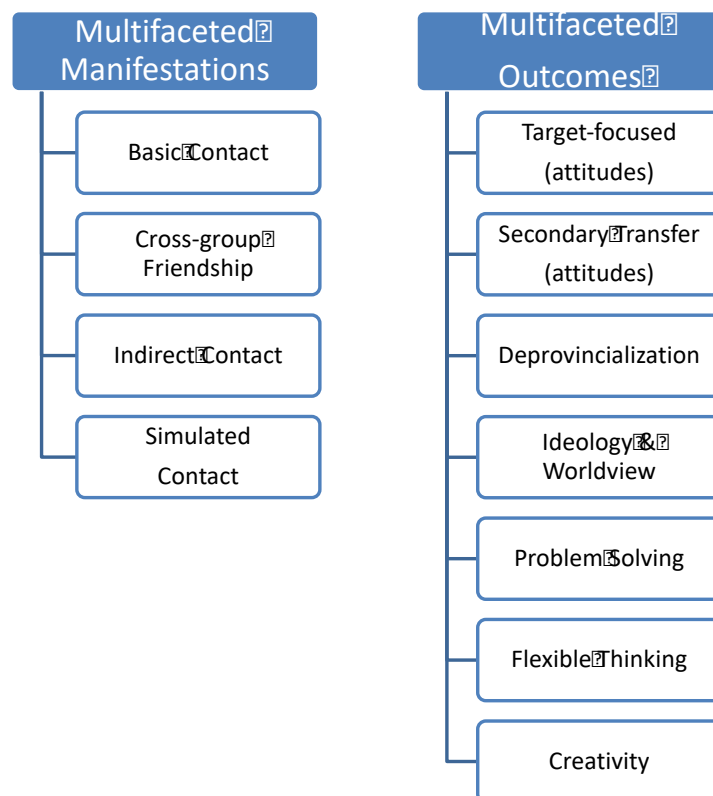 Multifaceted
Manifestations
Basic Contact
Cross-group
Friendship
Indirect Contact
Simulated
Contact
Multifaceted
Outcomes
Target-focused
(attitudes)
Secondary Transfer
(attitudes)
Deprovincialization
Ideology & 
Worldview
Problem Solving
Flexible Thinking
Creativity